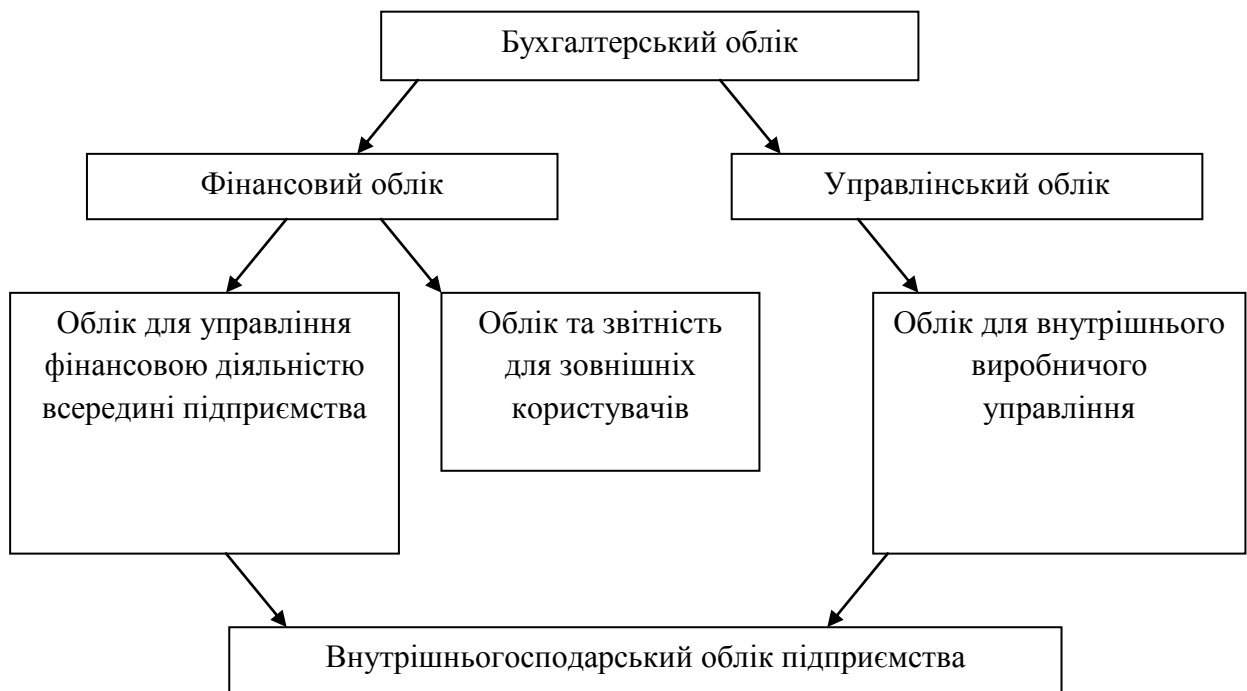 Бухгалтерський облік
Фінансовий облік
Управлінський облік
Облік для управління
фінансовою діяльністю
всередині підприємства
Облік та звітність
для зовнішніх
користувачів
Облік для внутрішнього
виробничого
управління
Внутрішньогосподарський облік підприємства